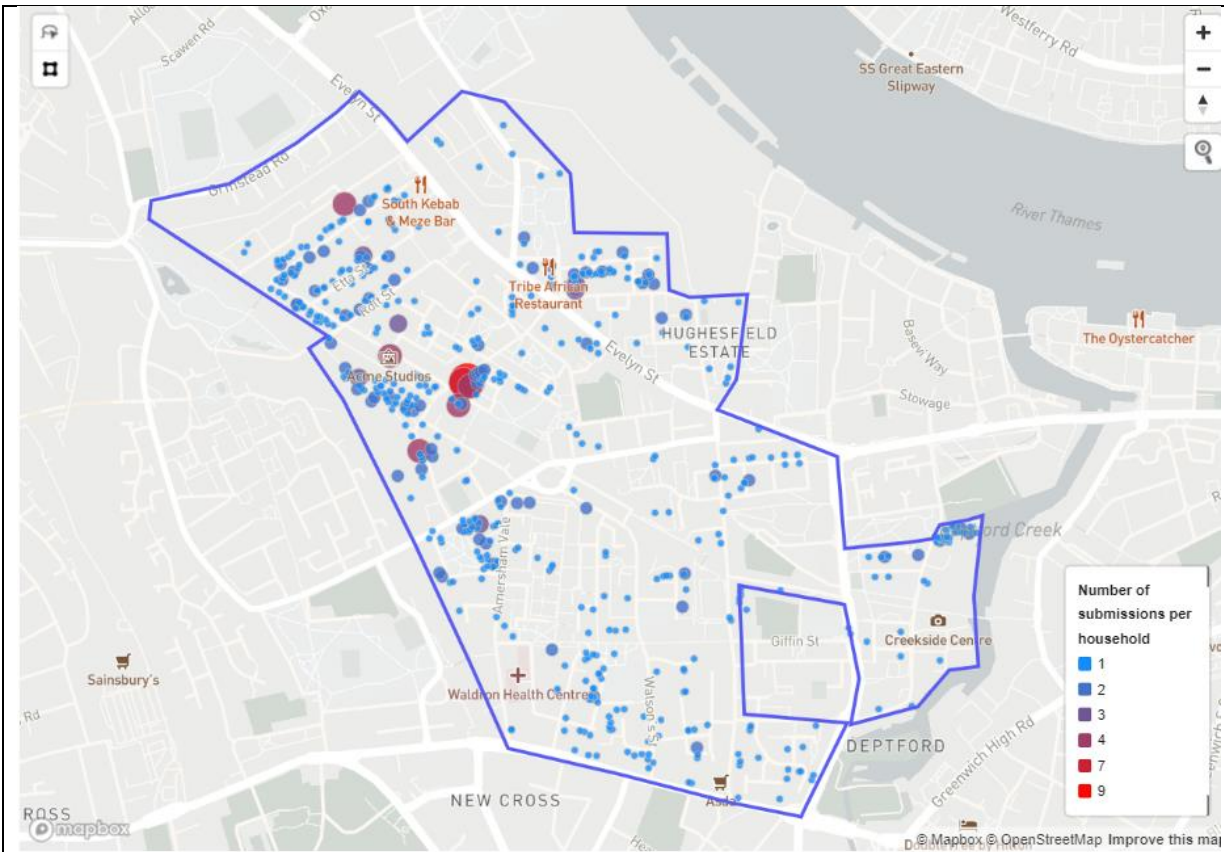 Scawen Rd
Westferry Rd
SS Great Eastern
Slipway
Evelyn St
River Thames
South Kebab
& Meze Bar
Etta St
Rolt St
Tribe African
Restaurant
The Oystercatcher
HUGHESFIELD
ESTATE
Basevi Way
Evelyn St
Acme Studios
Stowage
Amersham Vale
Giffin St
Creekside Centre
Sainsbury's
Waldron Health Centre
Watson's St
Rd
DEPTFORD
Greenwich High Rd
Asda
NEW CROSS
ROSS
mapbox
Number of
submissions per
household
1
2
3
4
7
9
© Mapbox © OpenStreetMap Improve this map